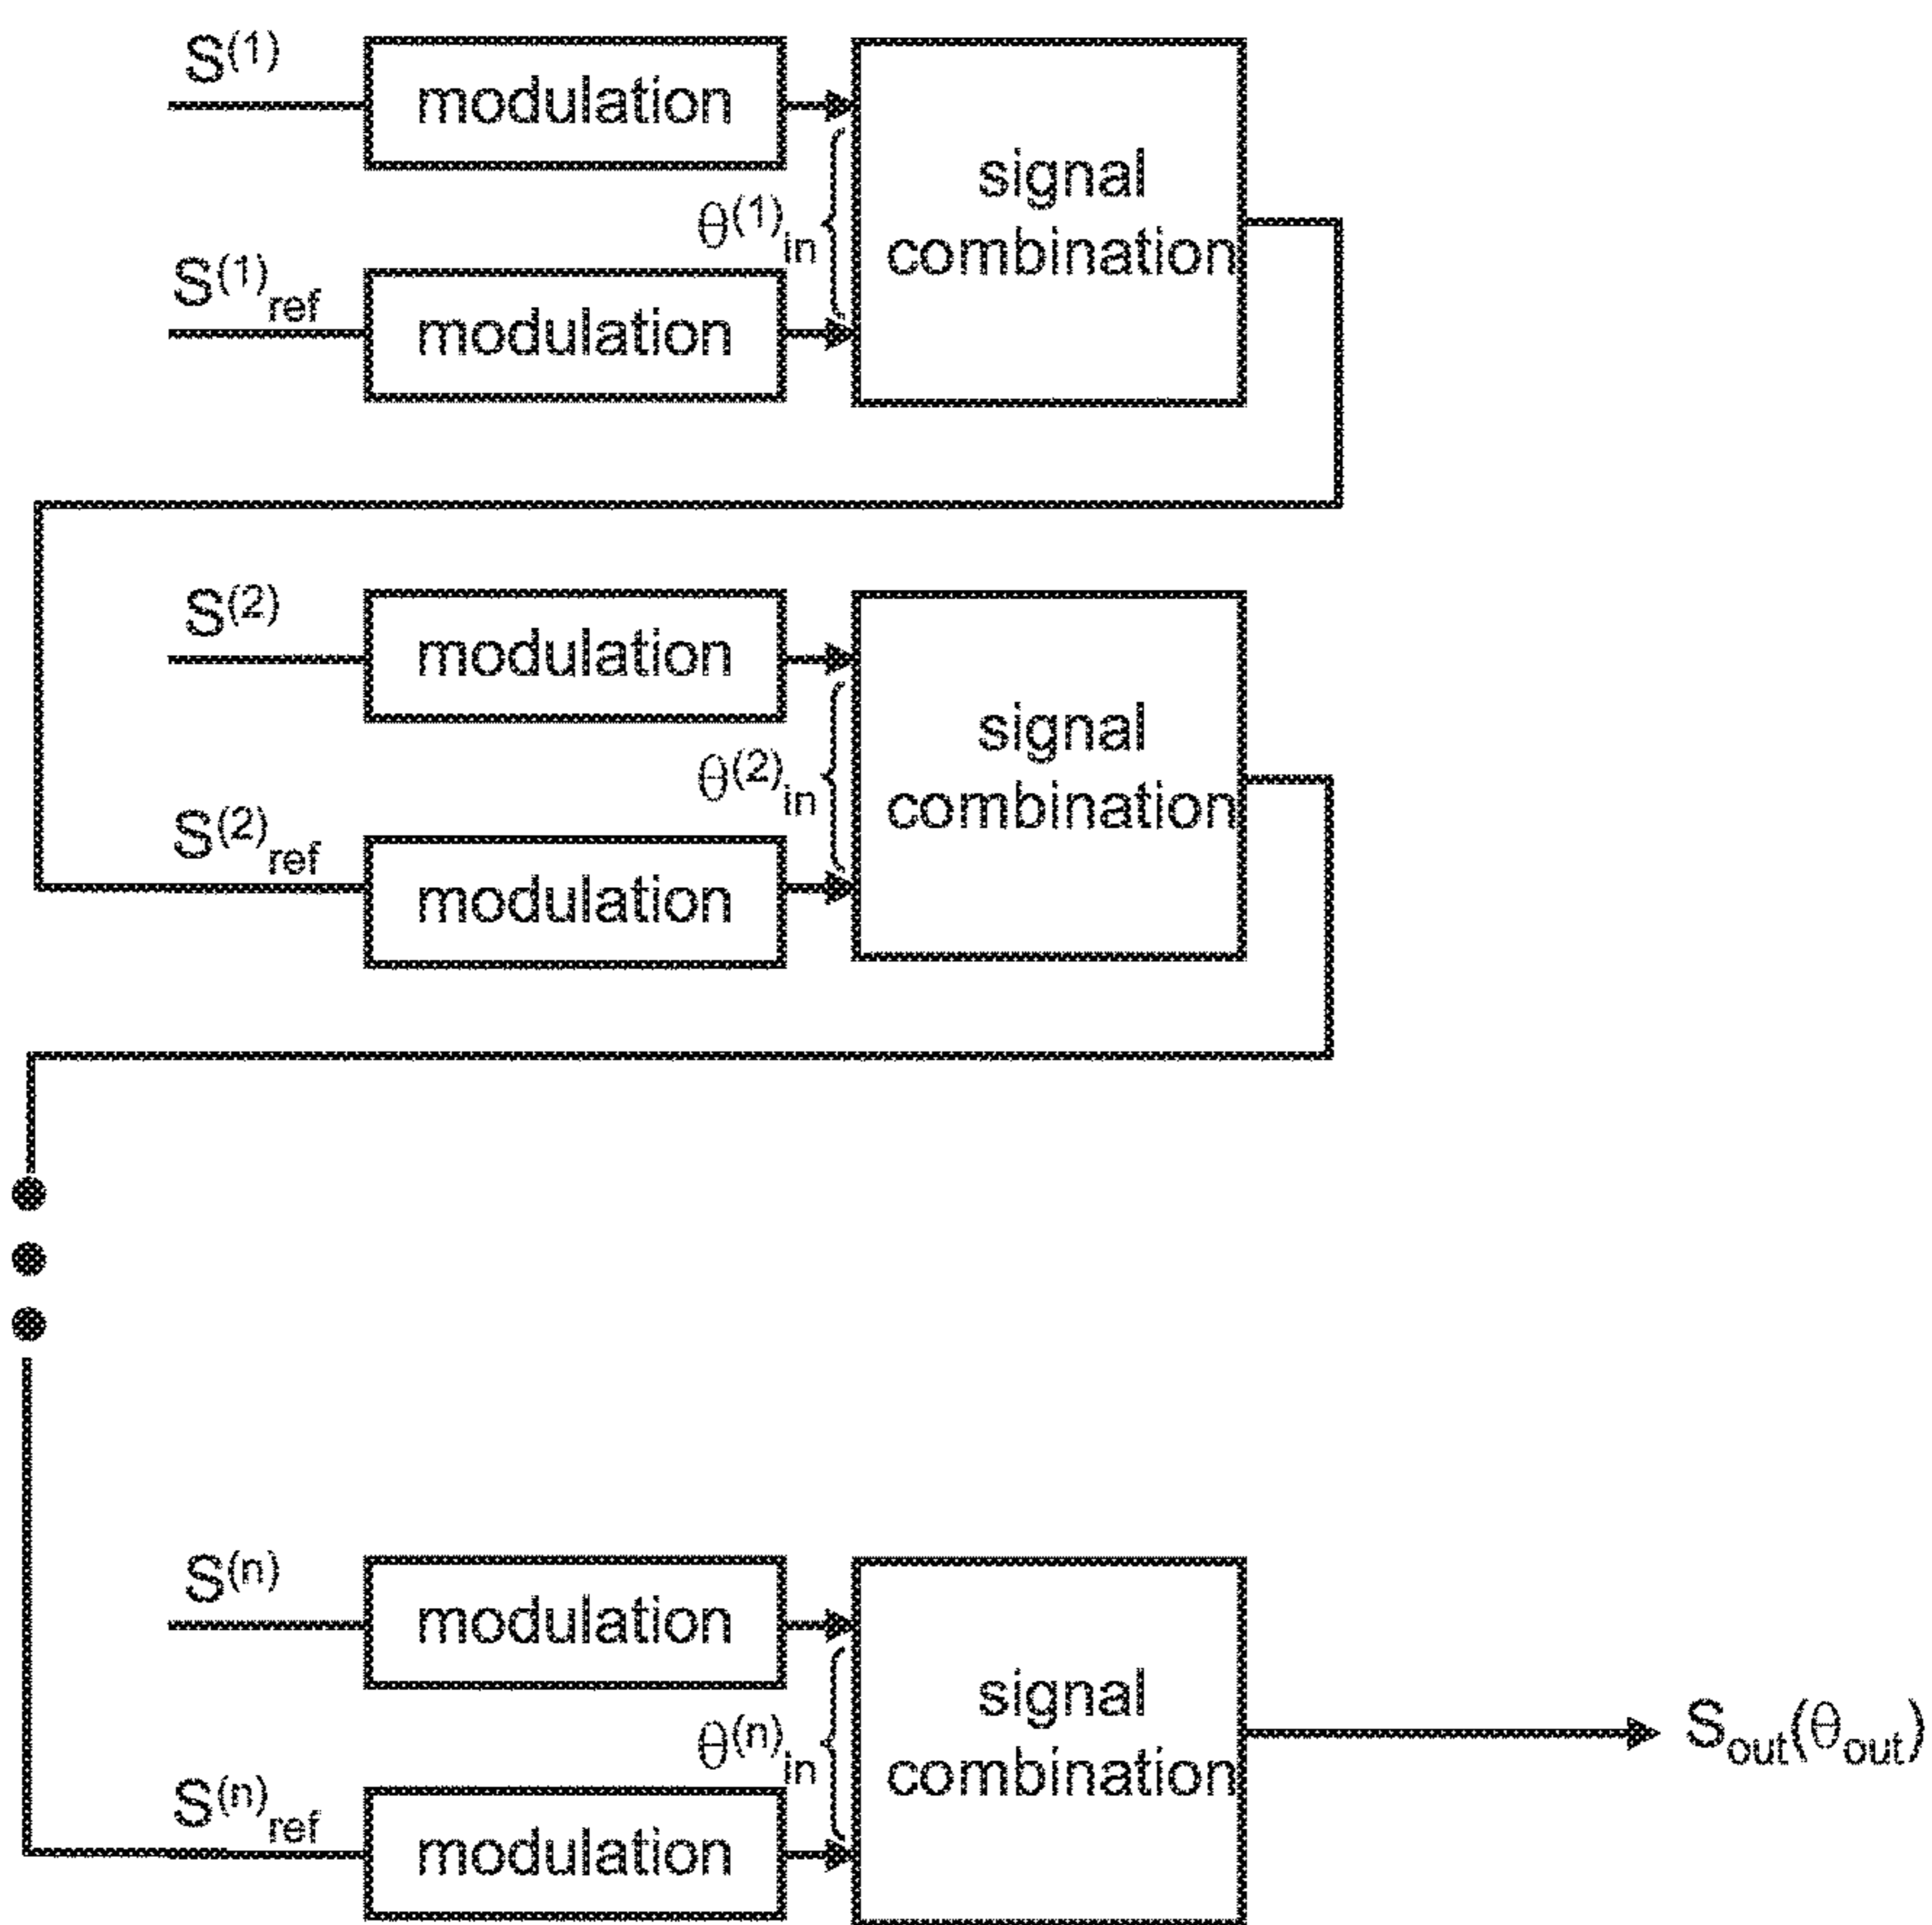 S⁽¹⁾
modulation
signal
combination
θ⁽¹⁾in
S⁽¹⁾ref
modulation
S⁽²⁾
modulation
signal
combination
θ⁽²⁾in
S⁽²⁾ref
modulation
S⁽ⁿ⁾
modulation
signal
combination
θ⁽ⁿ⁾in
S⁽ⁿ⁾ref
modulation
Sout(θout)